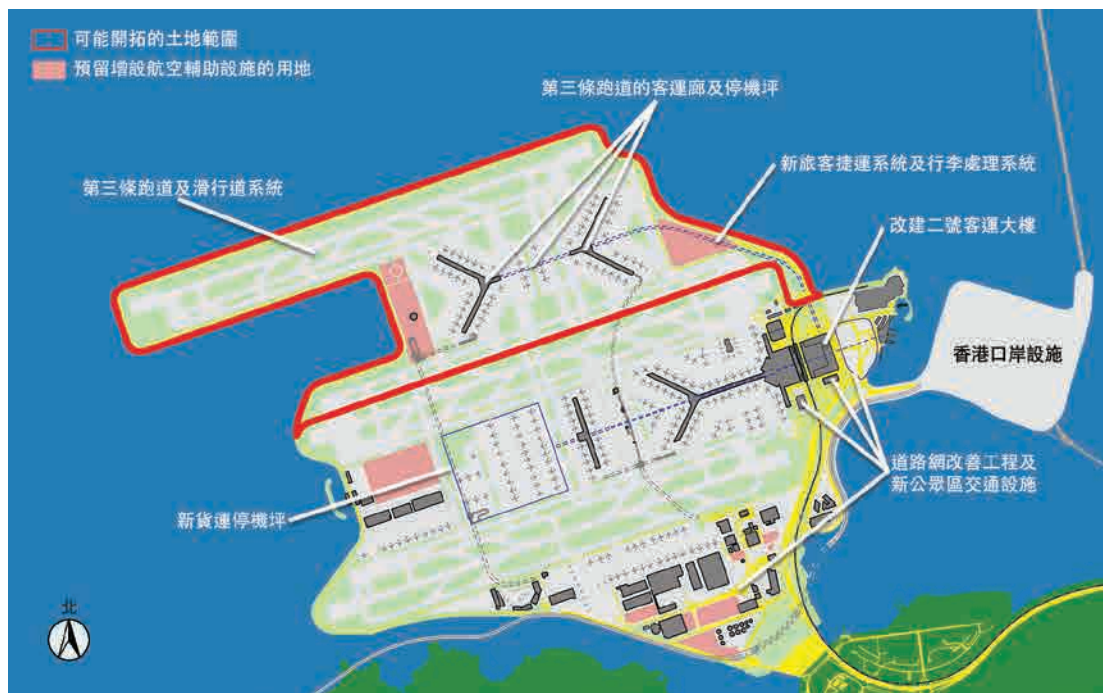 可能開拓的土地範圍
預留增設航空輔助設施的用地
第三條跑道的客運廊及停機坪
新旅客捷運系統及行李處理系統
第三條跑道及滑行道系統
改建二號客運大樓
香港口岸設施
道路網改善工程及
新公眾區交通設施
新貨運停機坪
北